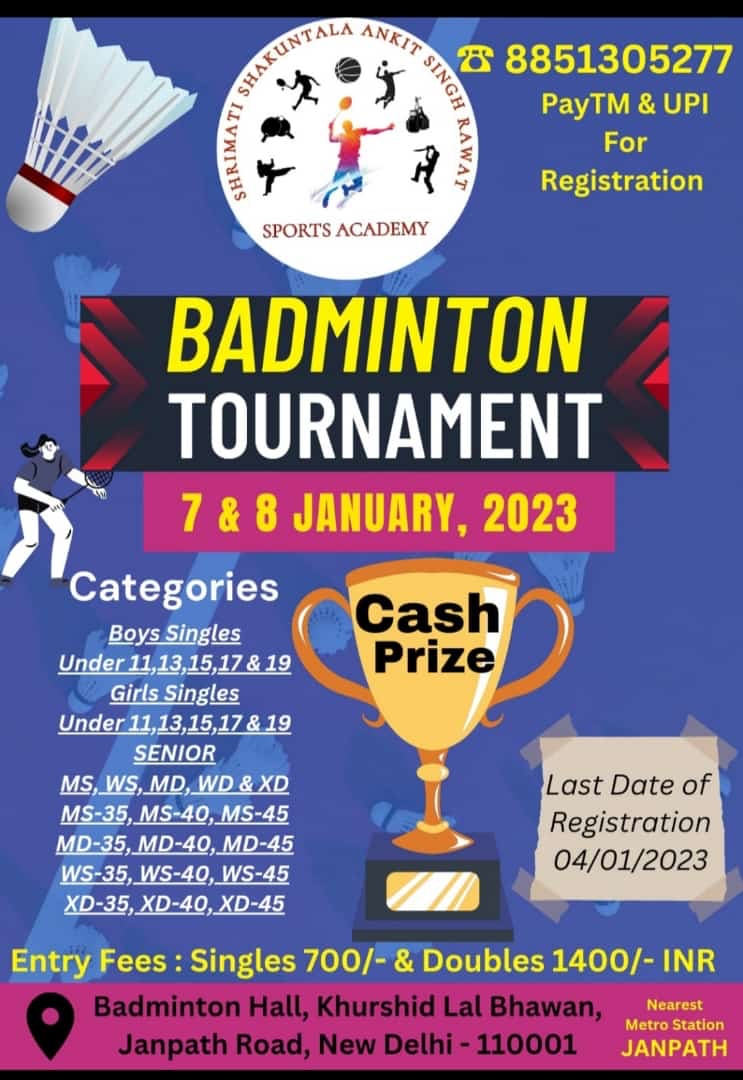 SHRIMATI SHAKUNTALA ANKIT SINGH RAWAT
SPORTS ACADEMY
☎ 8851305277
PayTM & UPI
For
Registration
BADMINTON
TOURNAMENT
7 & 8 JANUARY, 2023
Categories
Boys Singles
Under 11,13,15,17 & 19
Girls Singles
Under 11,13,15,17 & 19
SENIOR
MS, WS, MD, WD & XD
MS-35, MS-40, MS-45
MD-35, MD-40, MD-45
WS-35, WS-40, WS-45
XD-35, XD-40, XD-45
Cash
Prize
Last Date of
Registration
04/01/2023
Entry Fees : Singles 700/- & Doubles 1400/- INR
Badminton Hall, Khurshid Lal Bhawan,
Janpath Road, New Delhi - 110001
Nearest
Metro Station
JANPATH